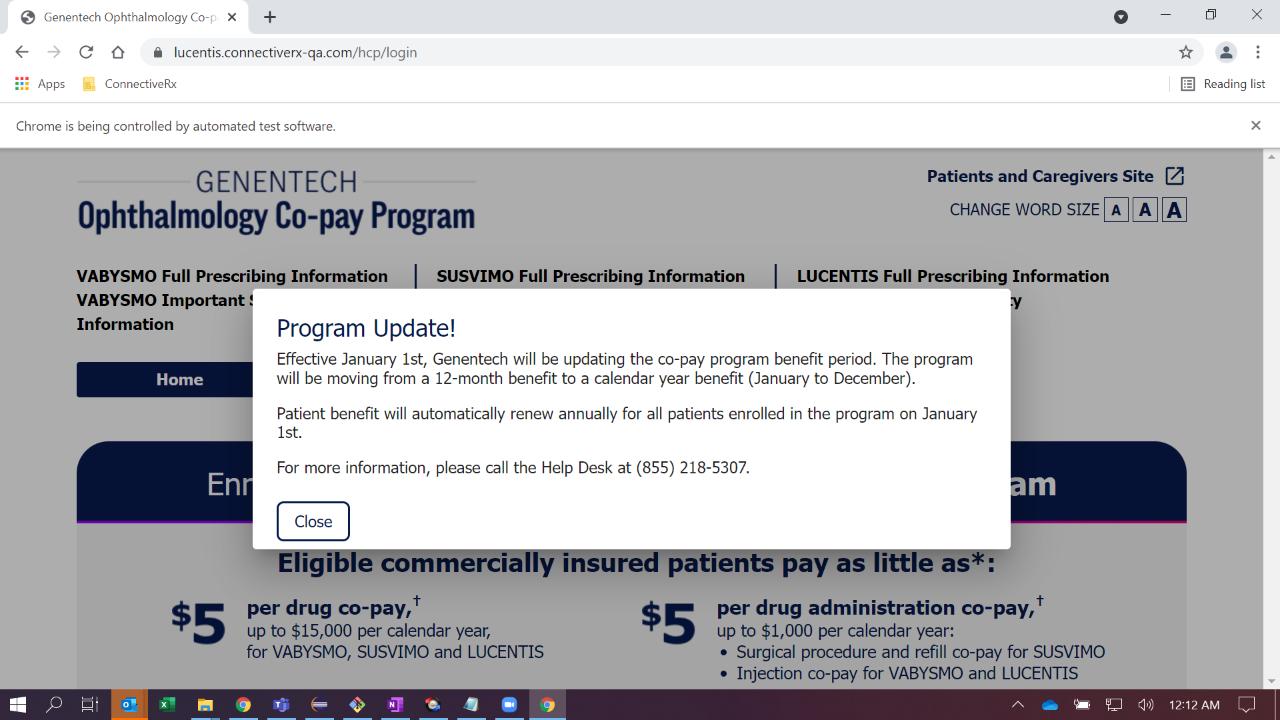 Genentech Ophthalmology Co-p
lucentis.connectiverx-qa.com/hcp/login
Apps
ConnectiveRx
Reading list
Chrome is being controlled by automated test software.
GENENTECH
Ophthalmology Co-pay Program
Patients and Caregivers Site
CHANGE WORD SIZE A A A
VABYSMO Full Prescribing Information
SUSVIMO Full Prescribing Information
LUCENTIS Full Prescribing Information
VABYSMO Important
Information
Home
Program Update!
Effective January 1st, Genentech will be updating the co-pay program benefit period. The program
will be moving from a 12-month benefit to a calendar year benefit (January to December).
Patient benefit will automatically renew annually for all patients enrolled in the program on January
1st.
For more information, please call the Help Desk at (855) 218-5307.
Close
Eligible commercially insured patients pay as little as*:
$5
per drug co-pay,†
up to $15,000 per calendar year,
for VABYSMO, SUSVIMO and LUCENTIS
$5
per drug administration co-pay,†
up to $1,000 per calendar year:
• Surgical procedure and refill co-pay for SUSVIMO
• Injection co-pay for VABYSMO and LUCENTIS
12:12 AM